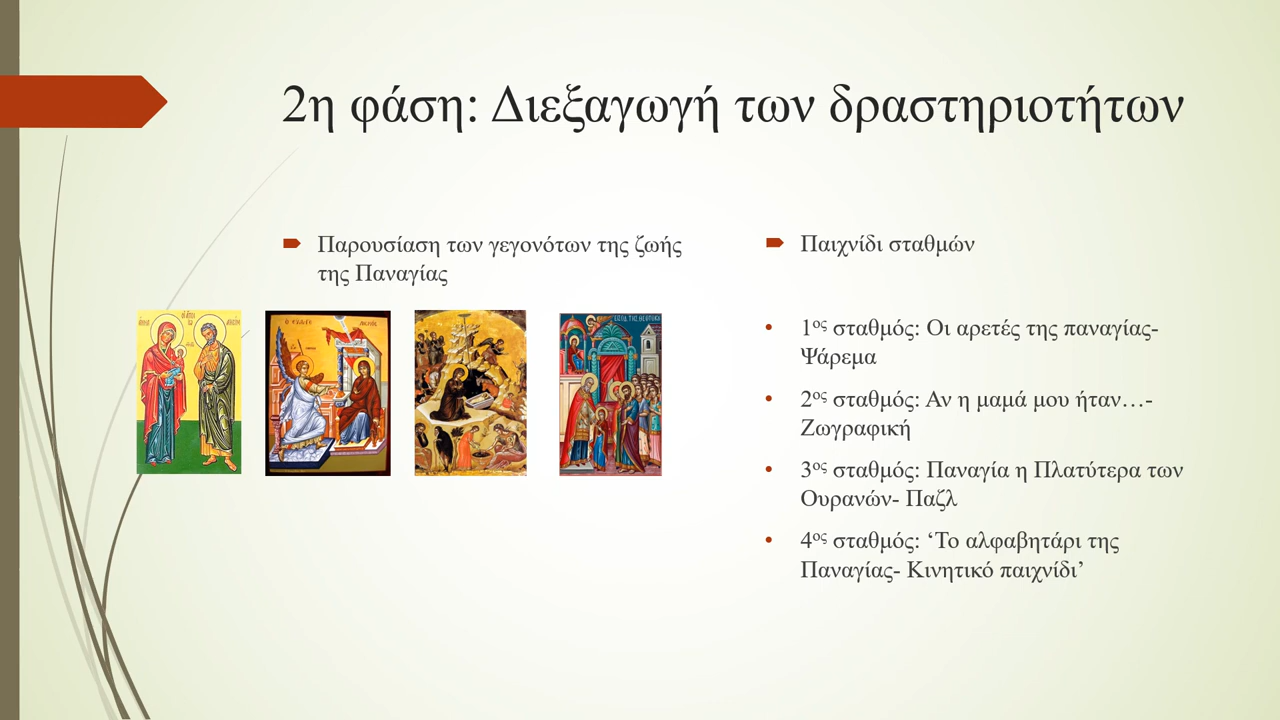 2η φάση: Διεξαγωγή των δραστηριοτήτων
Παρουσίαση των γεγονότων της ζωής
της Παναγίας
Παιχνίδι σταθμών
1ος σταθμός: Οι αρετές της παναγίας-
Ψάρεμα
2ος σταθμός: Αν η μαμά μου ήταν…-
Ζωγραφική
3ος σταθμός: Παναγία η Πλατύτερα των
Ουρανών- Παζλ
4ος σταθμός: ‘Το αλφαβητάρι της
Παναγίας- Κινητικό παιχνίδι’